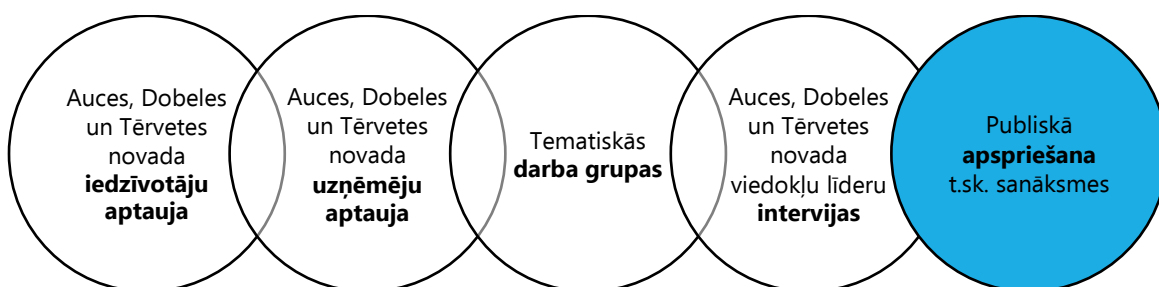 Auces, Dobeles
un Tērvetes
novada
iedzīvotāju
aptauja
Auces, Dobeles
un Tērvetes
novada
uzņēmēju
aptauja
Tematiskās
darba grupas
Auces, Dobeles
un Tērvetes
novada
viedokļu līderu
intervijas
Publiskā
apspriešana
t.sk. sanāksmes